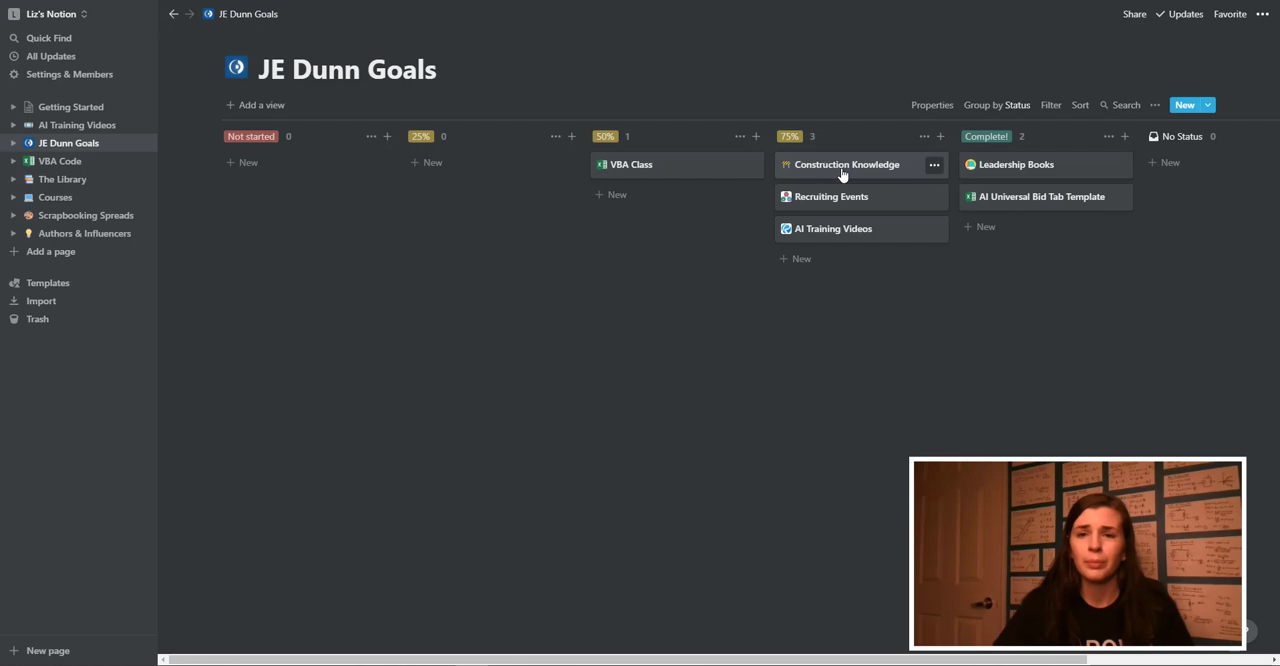 L Liz's Notion
JE Dunn Goals
Share Updates Favorite
Quick Find
All Updates
Settings & Members
Getting Started
AI Training Videos
JE Dunn Goals
VBA Code
The Library
Courses
Scrapbooking Spreads
Authors & Influencers
Add a page
Templates
Import
Trash
New page
JE Dunn Goals
Add a view
Properties Group by Status Filter Sort Search New
Not started 0
New
25% 0
New
50% 1
VBA Class
New
75% 3
Construction Knowledge
Recruiting Events
AI Training Videos
New
Complete! 2
Leadership Books
AI Universal Bid Tab Template
New
No Status 0
New